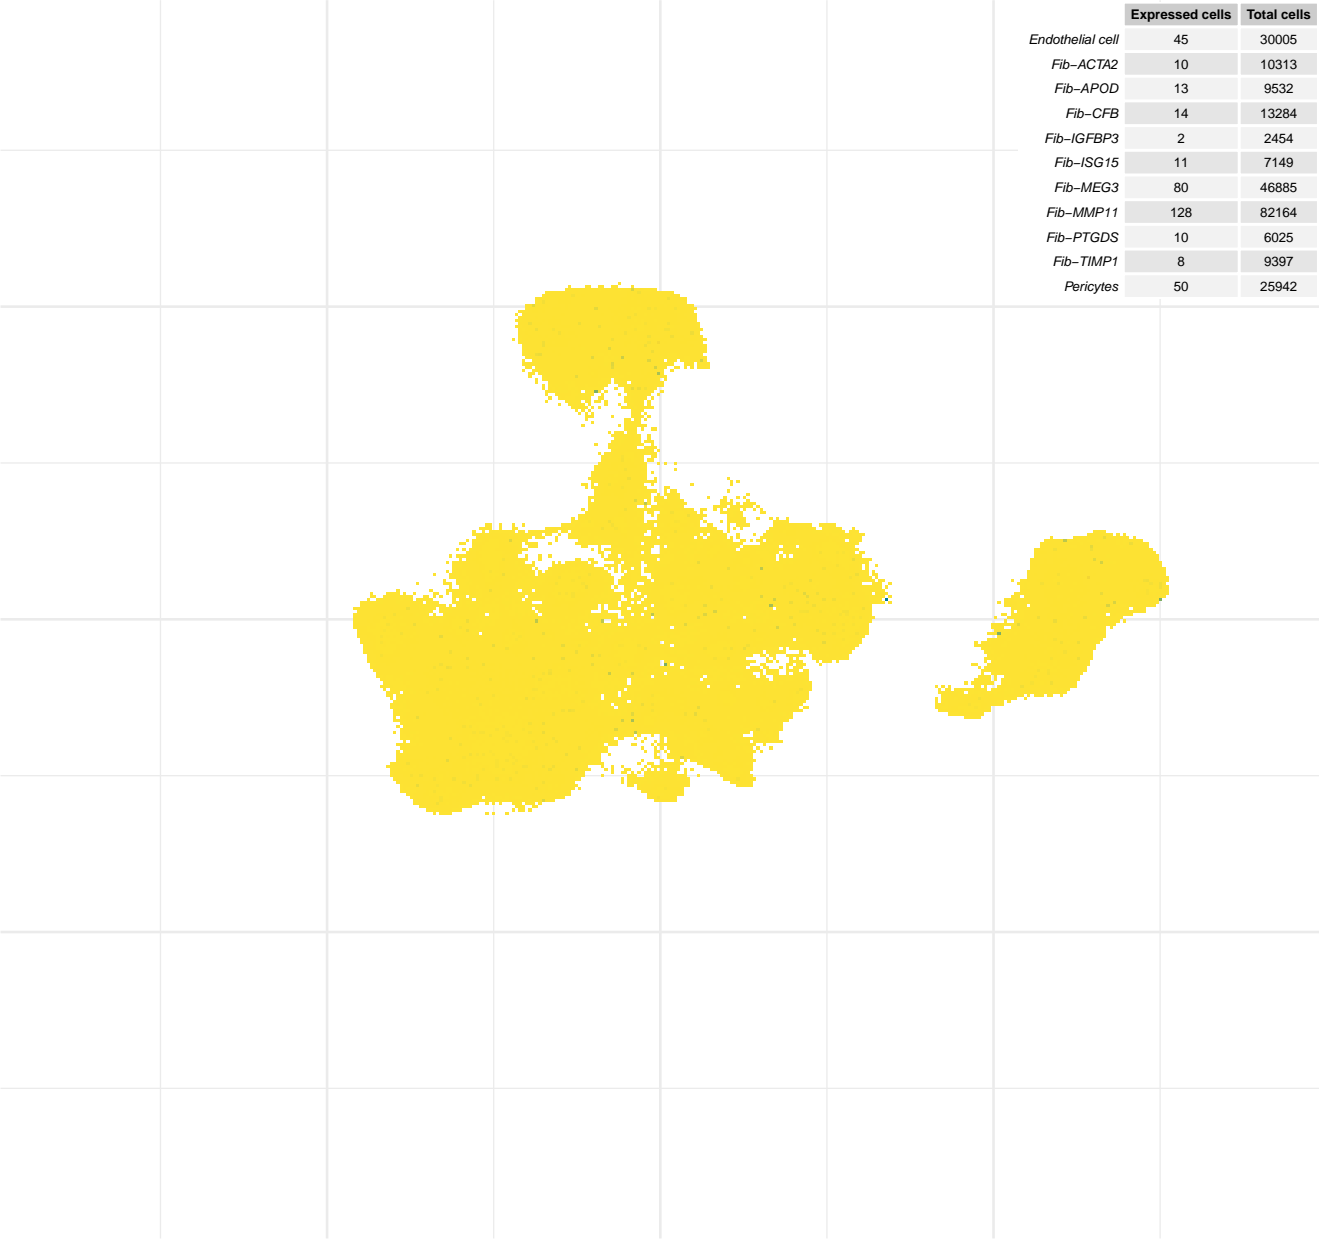 Expressed cells Total cells
Endothelial cell 45 30005
Fib−ACTA2 10 10313
Fib−APOD 13 9532
Fib−CFB 14 13284
Fib−IGFBP3 2 2454
Fib−ISG15 11 7149
Fib−MEG3 80 46885
Fib−MMP11 128 82164
Fib−PTGDS 10 6025
Fib−TIMP1 8 9397
Pericytes 50 25942